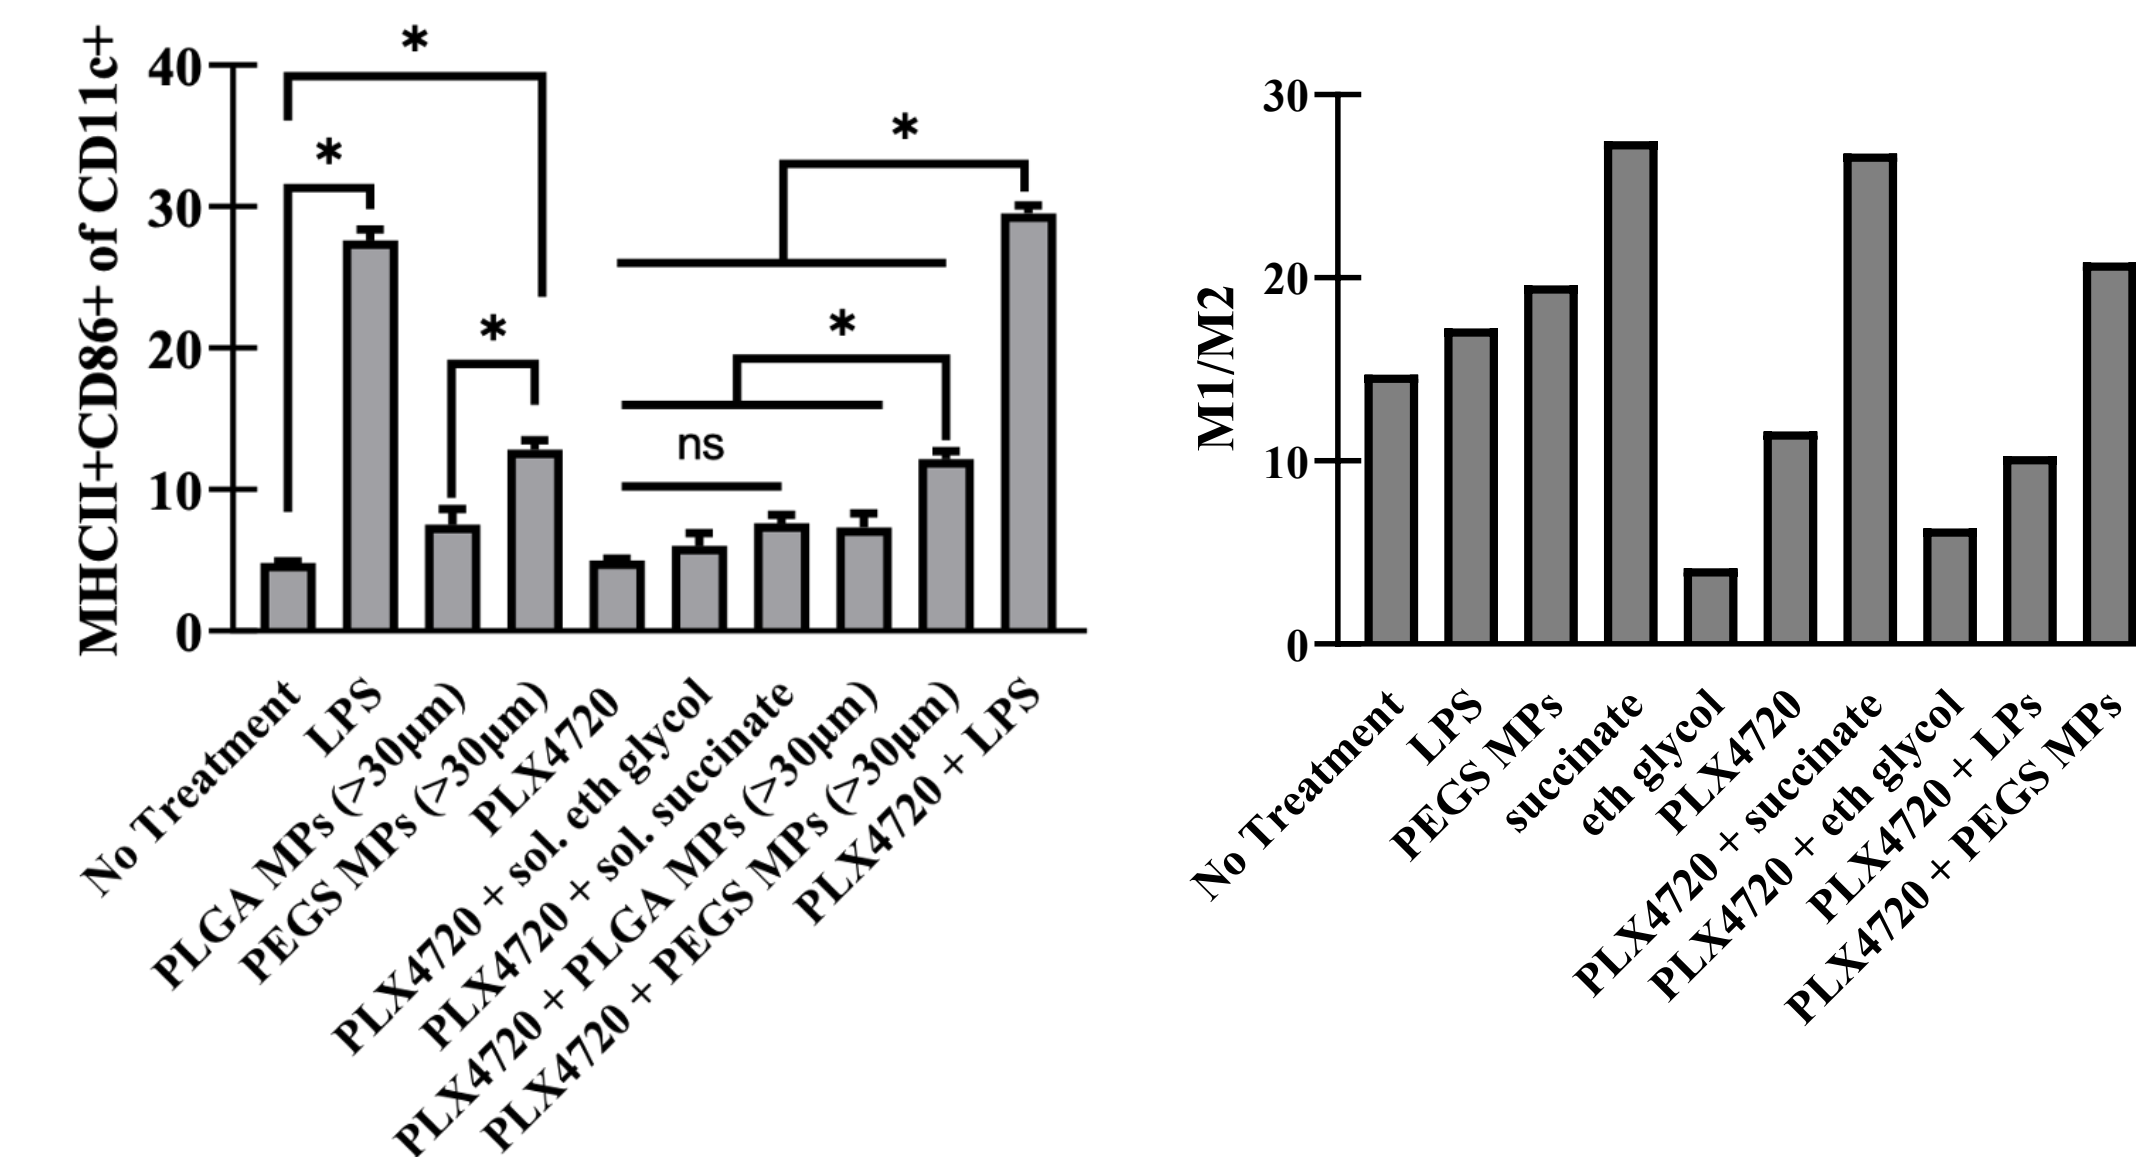 MHCII+CD86+ of CD11c+
40
30
20
10
0
*
*
*
*
*
ns
No Treatment
LPS
PLGA MPs (>30μm)
PEGS MPs (>30μm)
PLX4720
PLX4720 + sol. eth glycol
PLX4720 + sol. succinate
PLX4720 + PLGA MPs (>30μm)
PLX4720 + PEGS MPs (>30μm)
PLX4720 + LPS
M1/M2
30
20
10
0
No Treatment
LPS
PEGS MPs
succinate
eth glycol
PLX4720
PLX4720 + succinate
PLX4720 + eth glycol
PLX4720 + LPs
PLX4720 + PEGS MPs